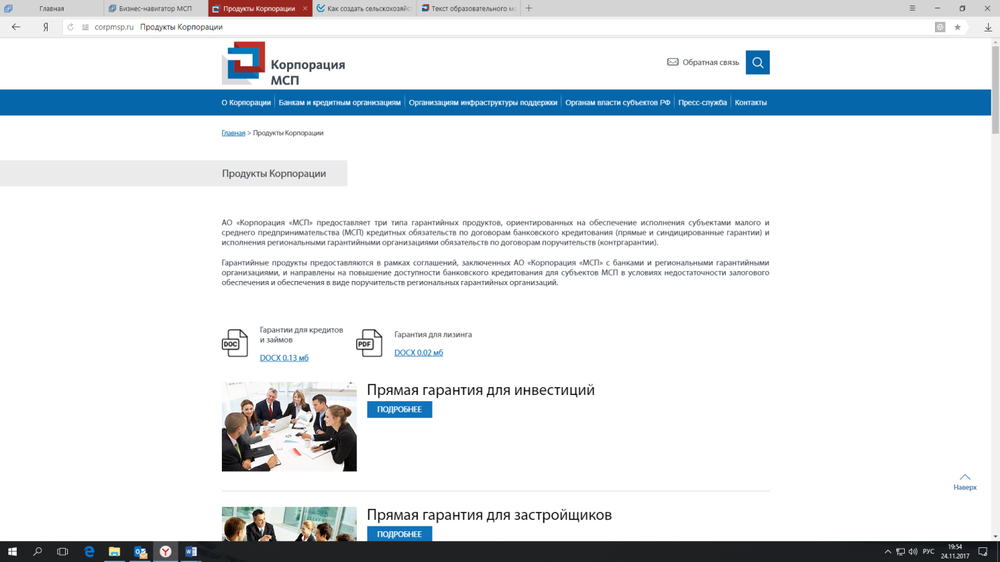 Главная
Бизнес-навигатор МСП
Продукты Корпорации
Как создать сельскохозяйст
Текст образовательного мо
Я
corpmsp.ru Продукты Корпорации
Корпорация
МСП
Обратная связь
О Корпорации
Банкам и кредитным организациям
Организациям инфраструктуры поддержки
Органам власти субъектов РФ
Пресс-служба
Контакты
Главная > Продукты Корпорации
Продукты Корпорации
АО «Корпорация «МСП» предоставляет три типа гарантийных продуктов, ориентированных на обеспечение исполнения субъектами малого и
среднего предпринимательства (МСП) кредитных обязательств по договорам банковского кредитования (прямые и синдицированные гарантии) и
исполнения региональными гарантийными организациями обязательств по договорам поручительств (контргарантии).
Гарантийные продукты предоставляются в рамках соглашений, заключенных АО «Корпорация «МСП» с банками и региональными гарантийными
организациями, и направлены на повышение доступности банковского кредитования для субъектов МСП в условиях недостаточности залогового
обеспечения и обеспечения в виде поручительств региональных гарантийных организаций.
DOC
Гарантии для кредитов
и займов
DOCX 0.13 мб
PDF
Гарантия для лизинга
DOCX 0.02 мб
Прямая гарантия для инвестиций
ПОДРОБНЕЕ
Наверх
Прямая гарантия для застройщиков
ПОДРОБНЕЕ
РУС
19:54
24.11.2017